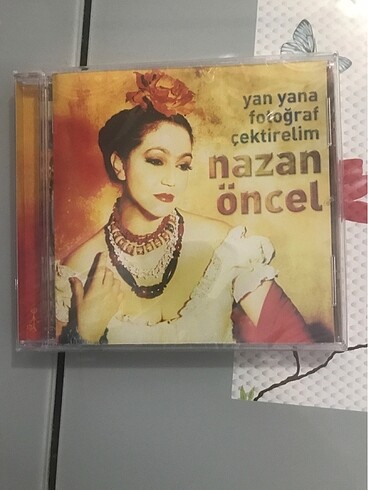 yan yana
fotoğraf
çektirelim
nazan
öncel